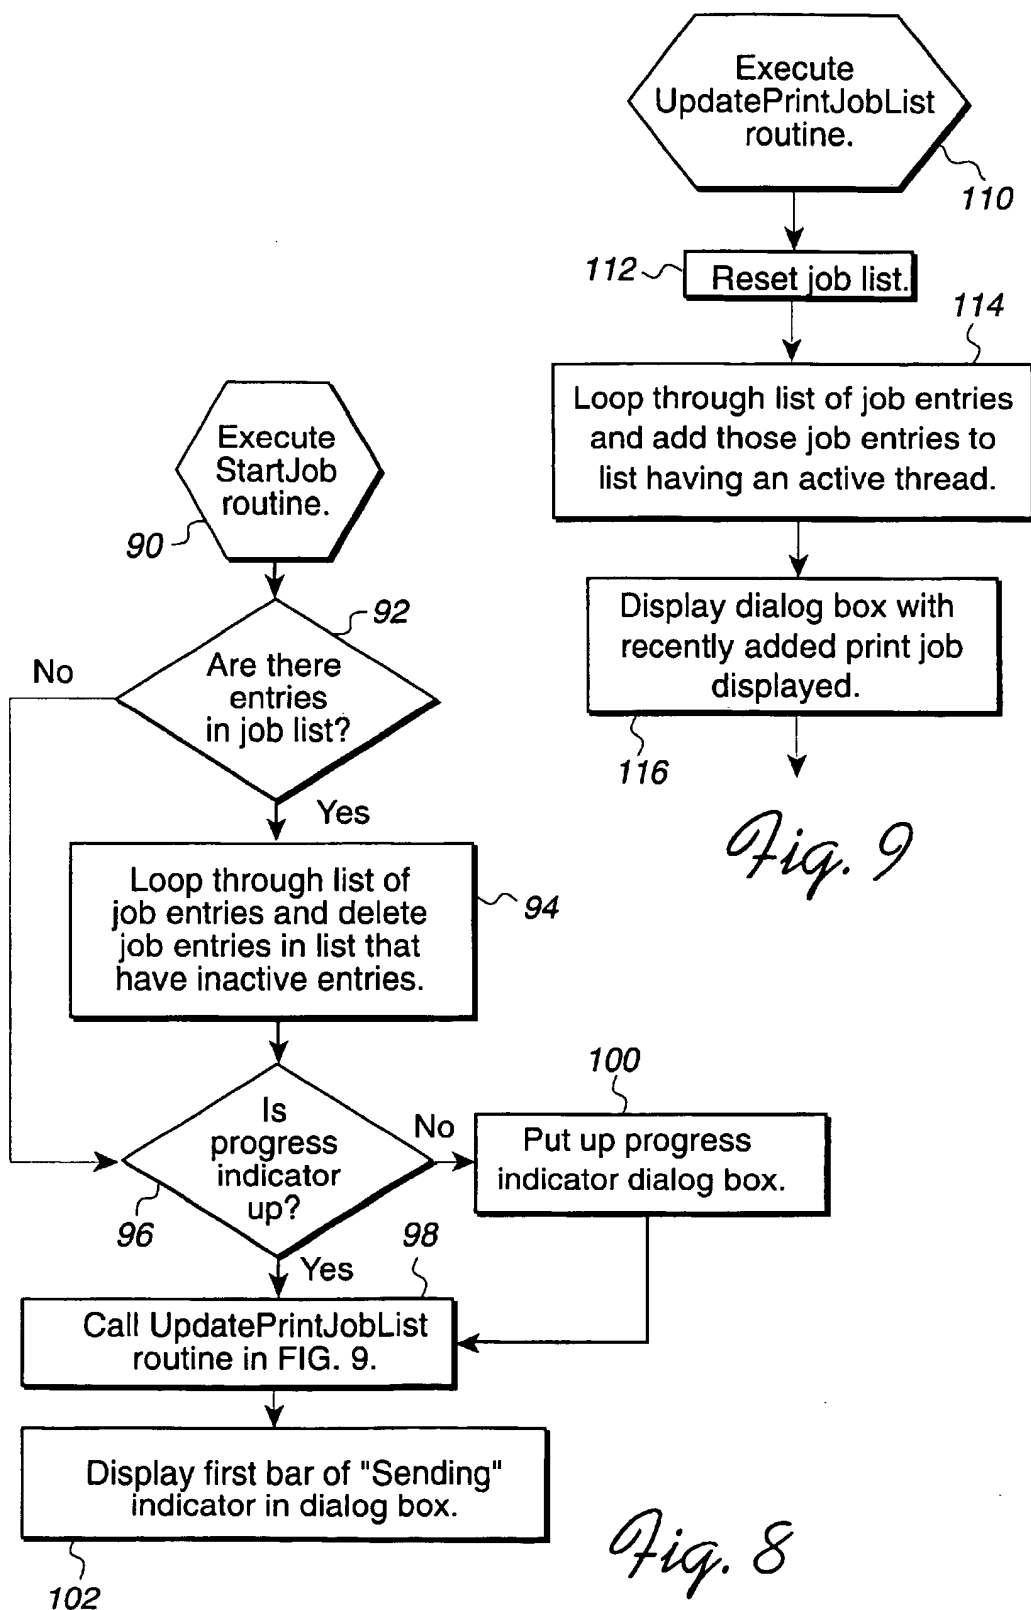 Execute
UpdatePrintJobList
routine.
110
112
Reset job list.
114
Loop through list of job entries
and add those job entries to
list having an active thread.
Display dialog box with
recently added print job
displayed.
116
Fig. 9
Execute
StartJob
routine.
90
92
Are there
entries
in job list?
No
Yes
Loop through list of
job entries and delete
job entries in list that
have inactive entries.
94
Is
progress
indicator
up?
96
No
100
Put up progress
indicator dialog box.
Yes
98
Call UpdatePrintJobList
routine in FIG. 9.
Display first bar of "Sending"
indicator in dialog box.
102
Fig. 8